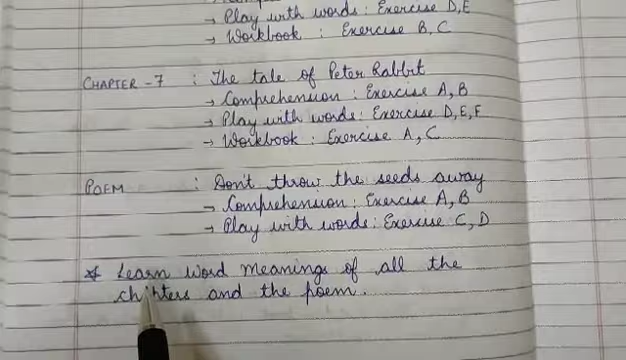 → Play with words: Exercise D,E
→ Workbook : Exercise B, C
CHAPTER-7 : The tale of Peter Rabbit
→ Comprehension: Exercise A, B
→ Play with words: Exercise D, E, F
→ Workbook : Exercise A, C
POEM : Don't throw the seeds away
→ Comprehension: Exercise A, B
→ Play with words: Exercise C, D
* Learn word meanings of all the
chapters and the poem.